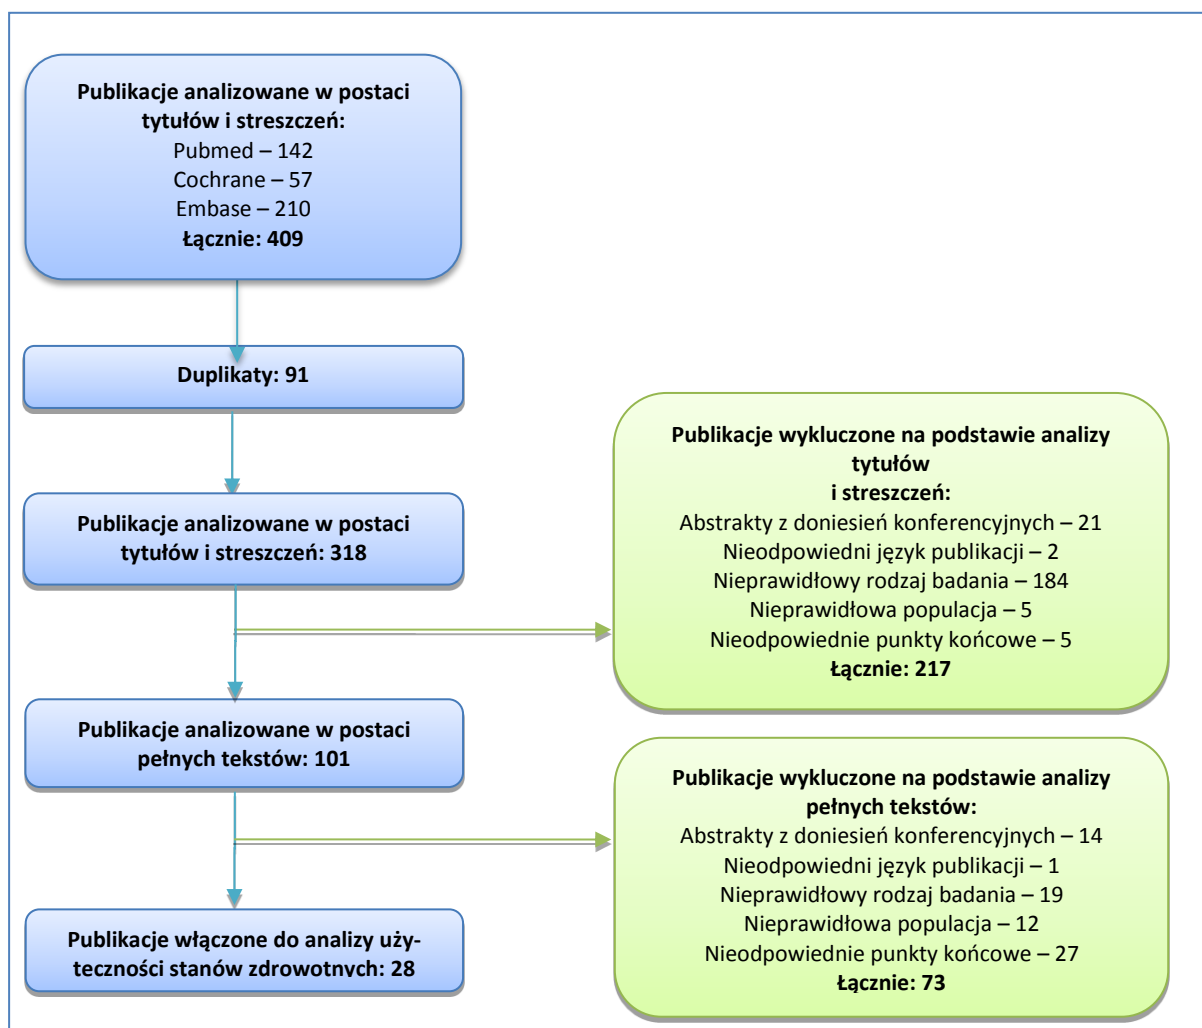 Publikacje analizowane w postaci
tytułów i streszczeń:
Pubmed – 142
Cochrane – 57
Embase – 210
Łącznie: 409
Duplikaty: 91
Publikacje analizowane w postaci
tytułów i streszczeń: 318
Publikacje wykluczone na podstawie analizy
tytułów
i streszczeń:
Abstrakty z doniesień konferencyjnych – 21
Nieodpowiedni język publikacji – 2
Nieprawidłowy rodzaj badania – 184
Nieprawidłowa populacja – 5
Nieodpowiednie punkty końcowe – 5
Łącznie: 217
Publikacje analizowane w postaci
pełnych tekstów: 101
Publikacje wykluczone na podstawie analizy
pełnych tekstów:
Abstrakty z doniesień konferencyjnych – 14
Nieodpowiedni język publikacji – 1
Nieprawidłowy rodzaj badania – 19
Nieprawidłowa populacja – 12
Nieodpowiednie punkty końcowe – 27
Łącznie: 73
Publikacje włączone do analizy uży-
teczności stanów zdrowotnych: 28